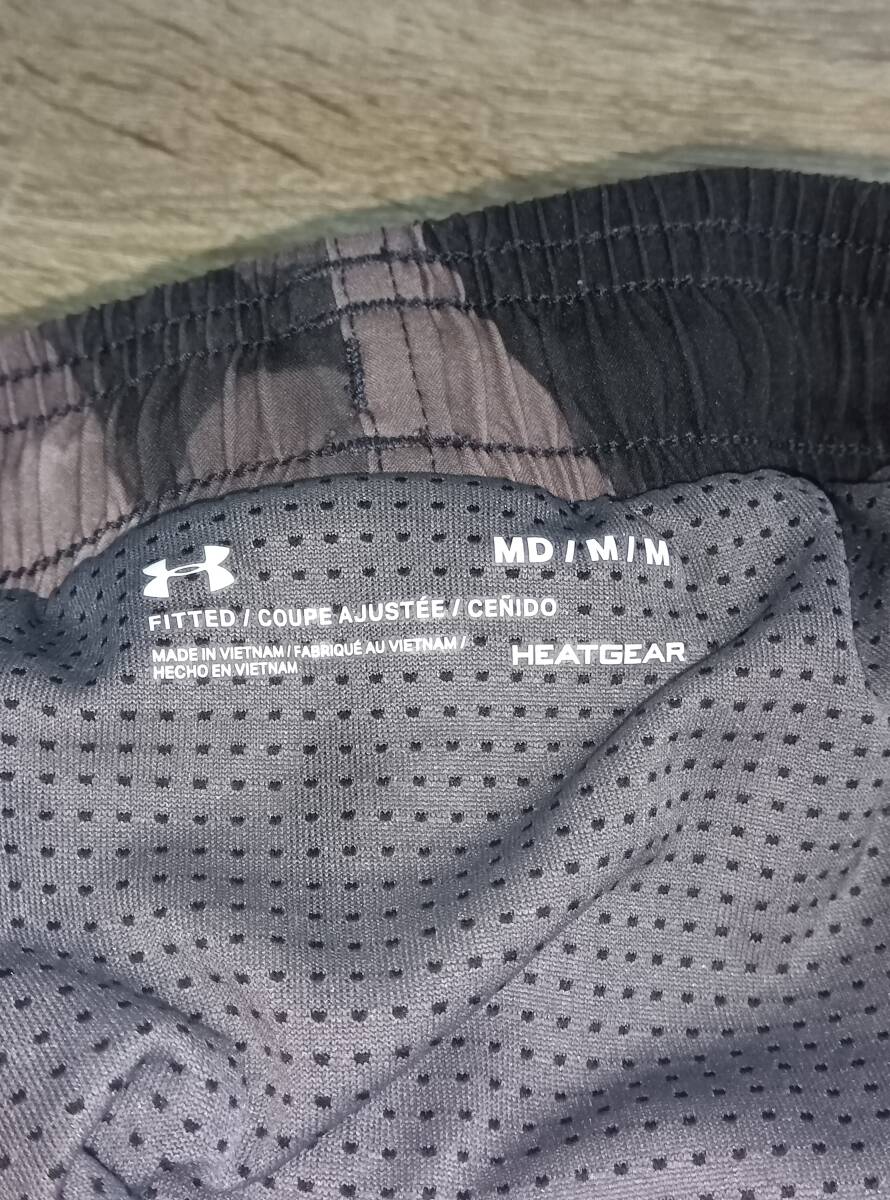 MD / M / M
FITTED / COUPE AJUSTÉE / CEÑIDO
MADE IN VIETNAM / FABRIQUÉ AU VIETNAM /
HECHO EN VIETNAM
HEATGEAR